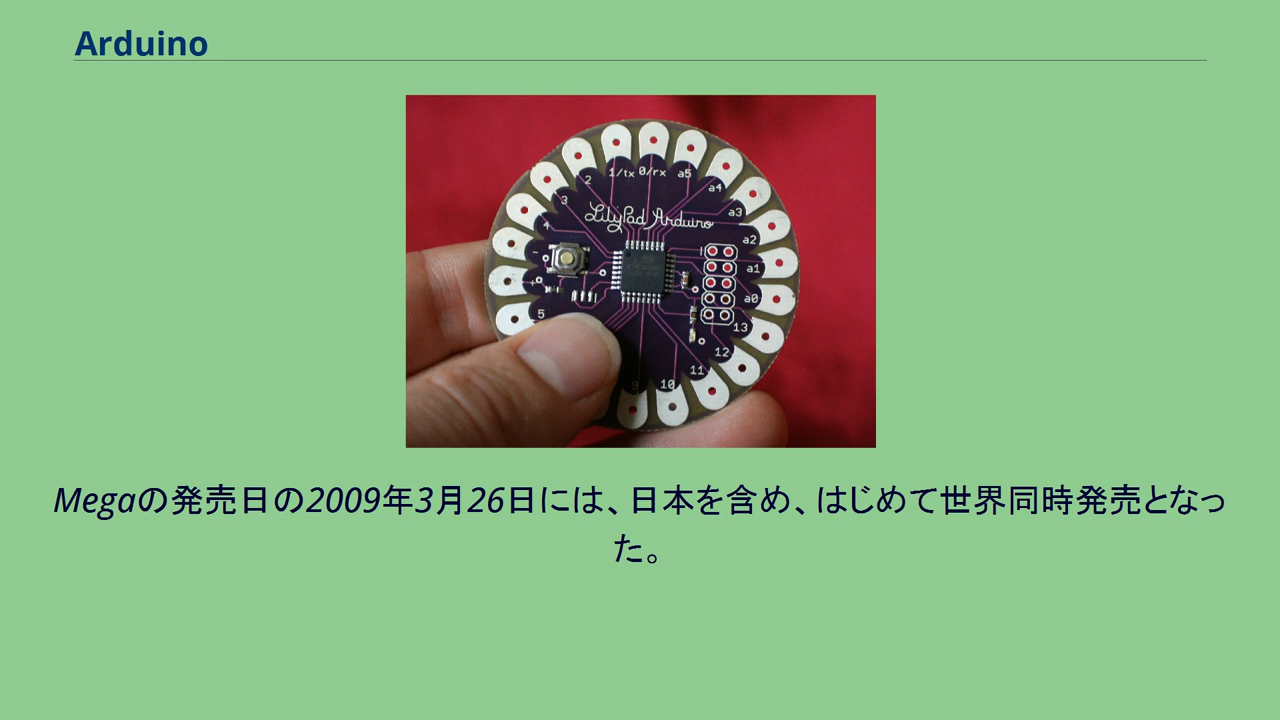 Arduino
1/tx 0/rx a5
2
a4
3
a3
4
LilyPad Arduino
a2
-
a1
+
a0
5
13
12
11
9
10
Megaの発売日の2009年3月26日には、日本を含め、はじめて世界同時発売となっ
た。